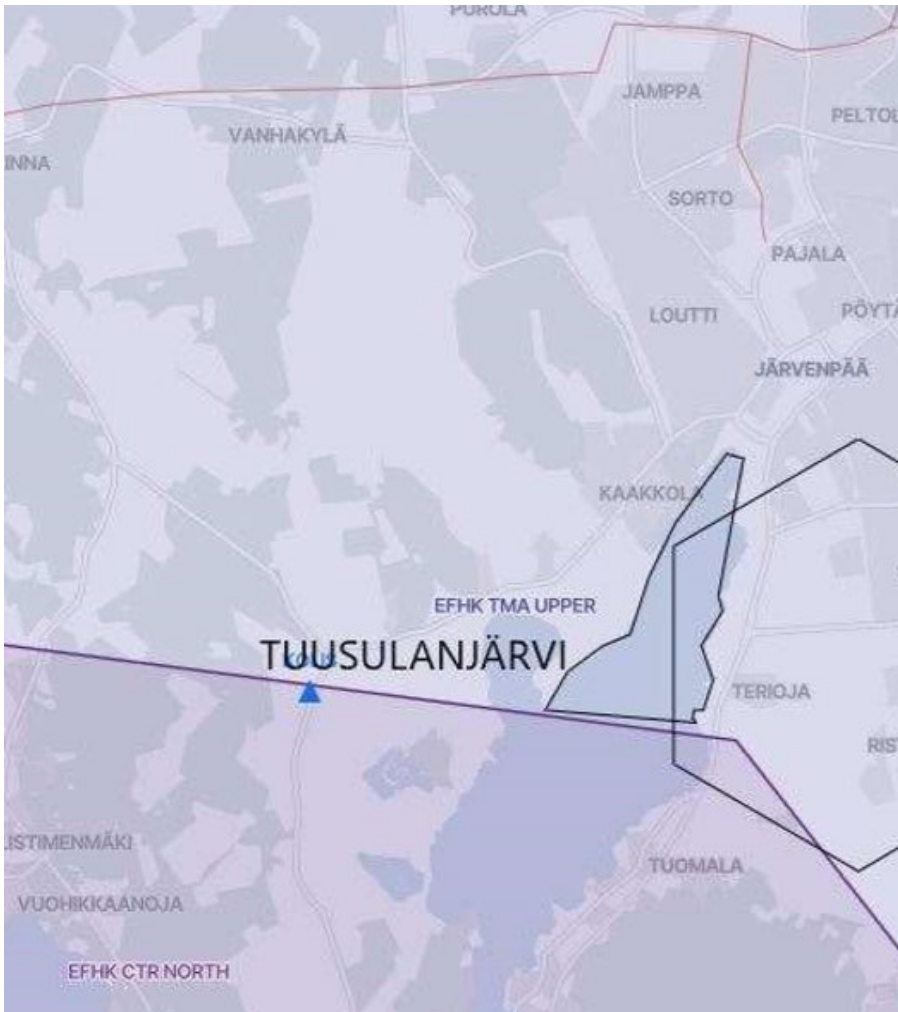 PUROLA
JAMPPA
PELTOL
VANHAKYLÄ
INNA
SORTO
PAJALA
LOUTTI
PÖYTÄ
JÄRVENPÄÄ
KAAKKOLA
EFHK TMA UPPER
TUUSULANJÄRVI
TERIOJA
RIS
LISTIMENMÄKI
TUOMALA
VUOHIKKAANOJA
EFHK CTR NORTH